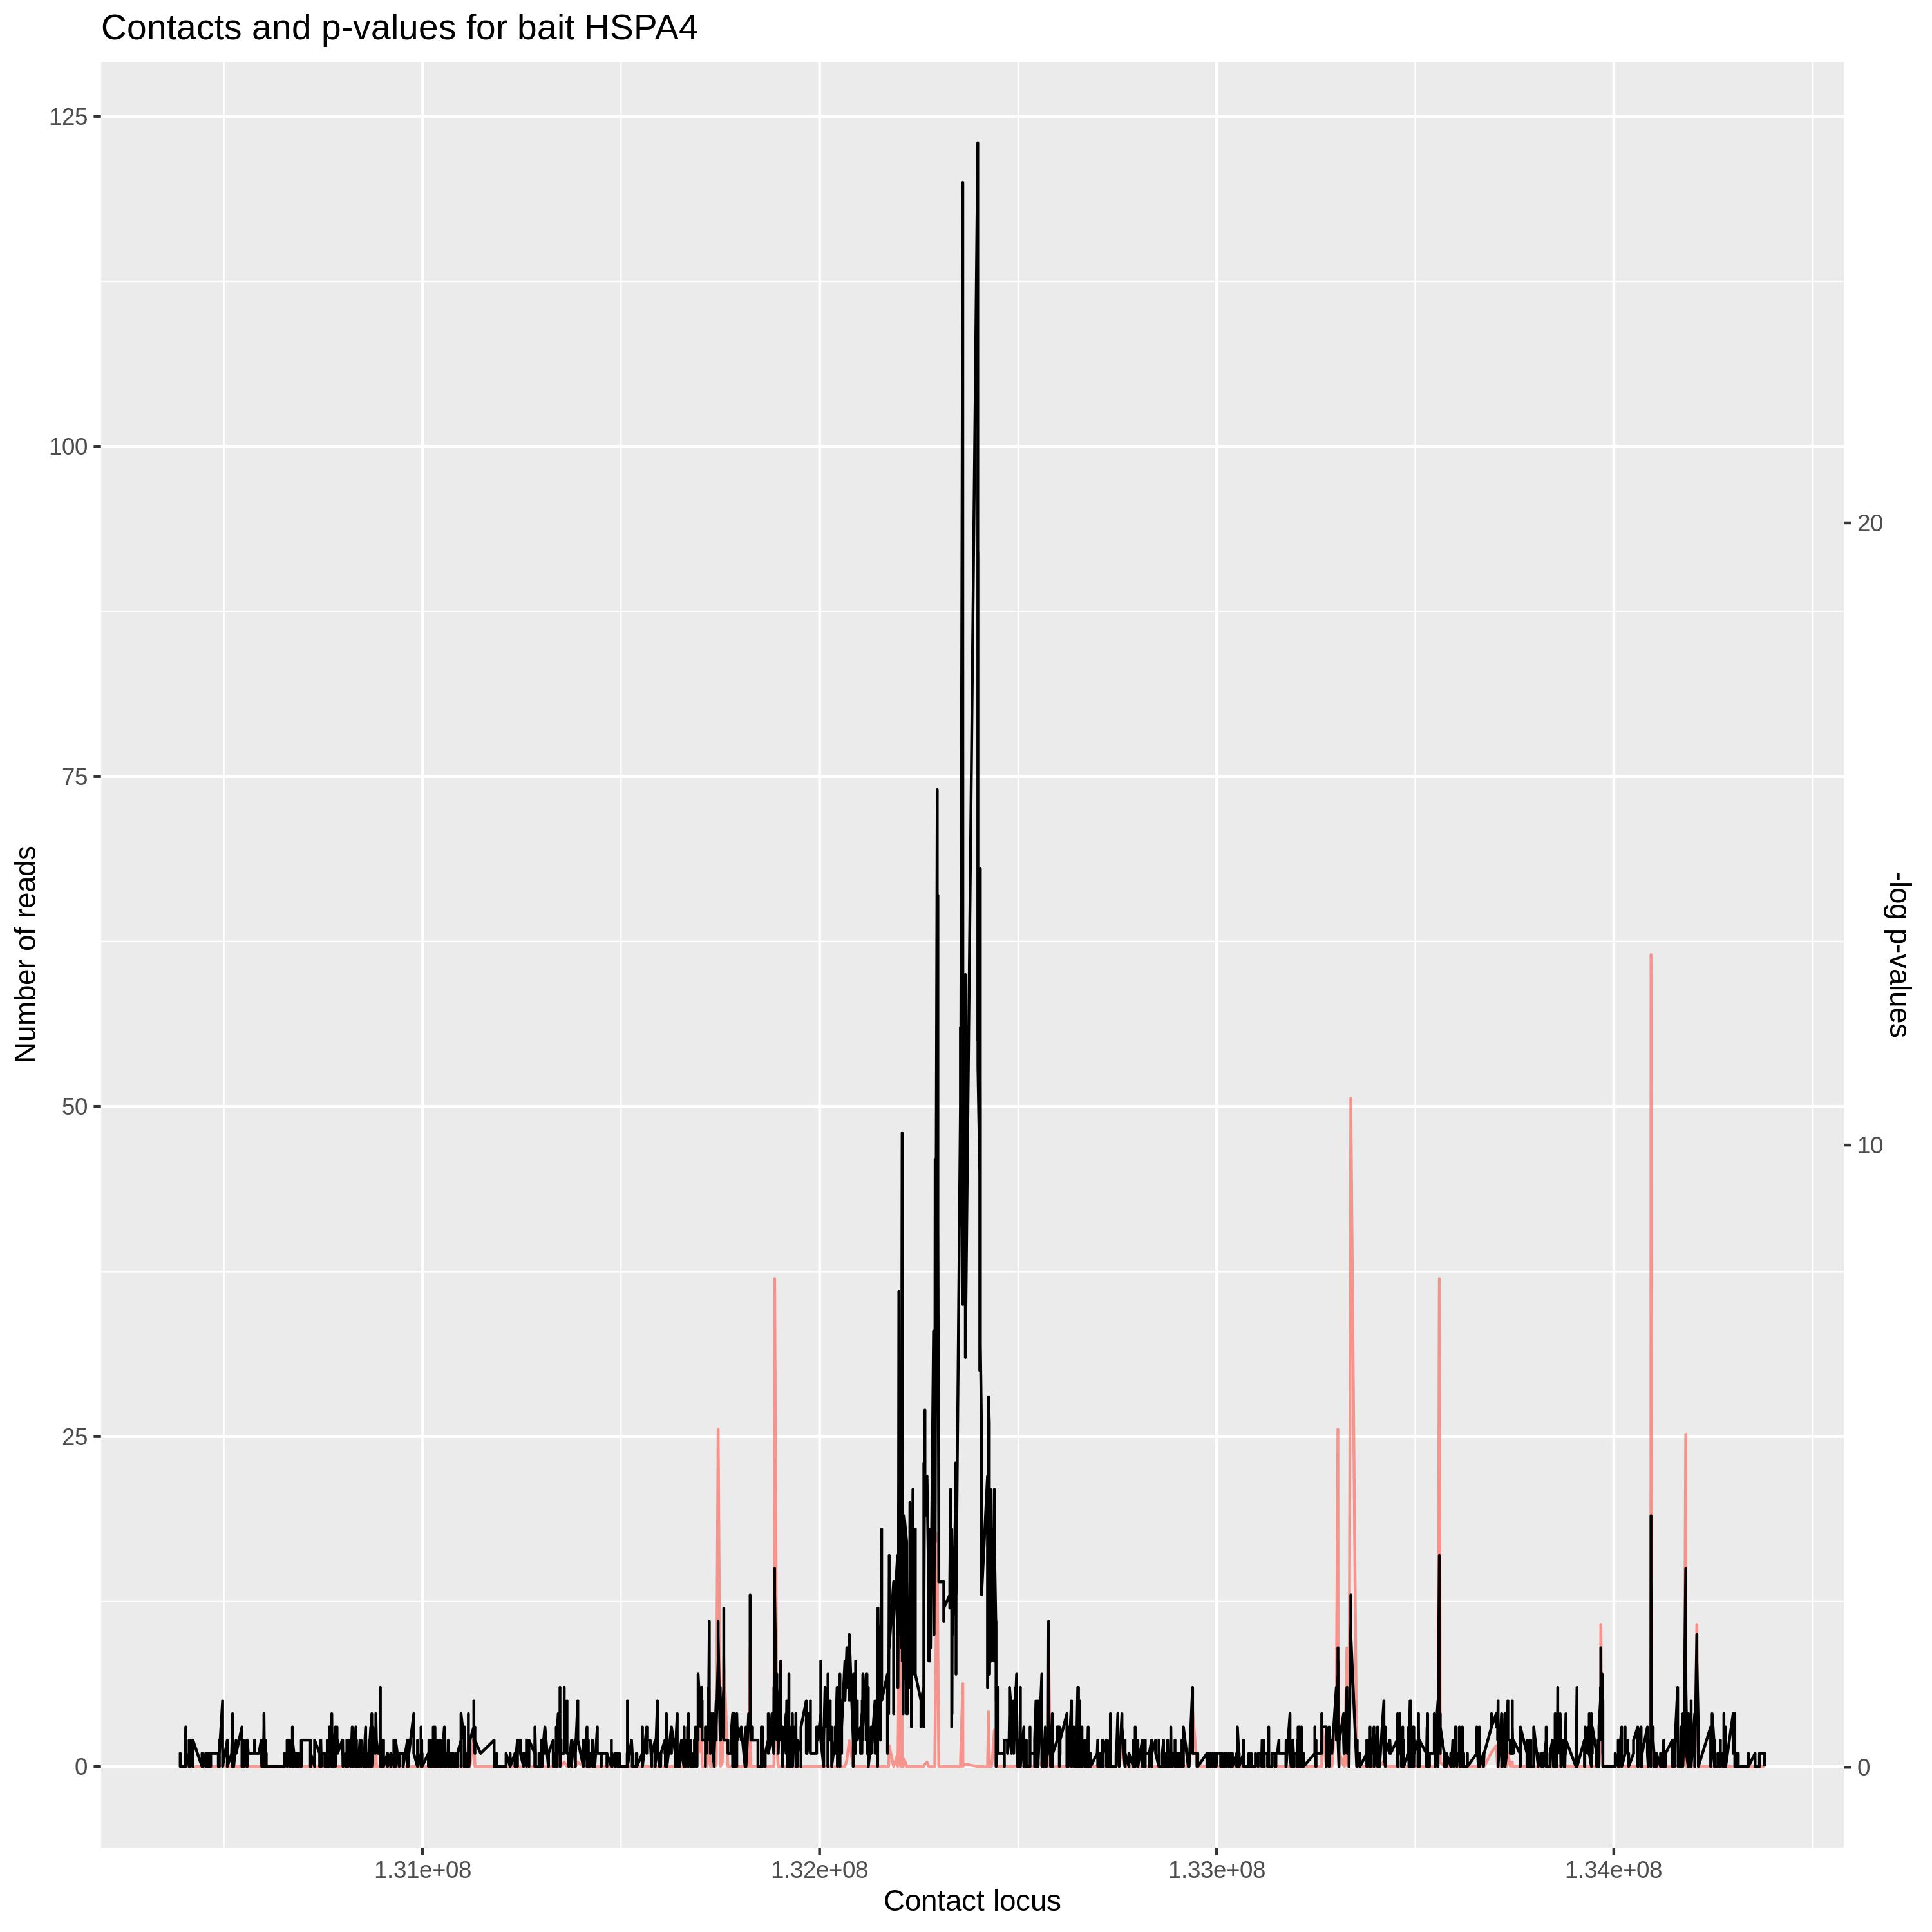 Contacts and p-values for bait HSPA4
125
100
75
50
25
0
Number of reads
20
10
0
-log p-values
1.31e+08
1.32e+08
1.33e+08
1.34e+08
Contact locus